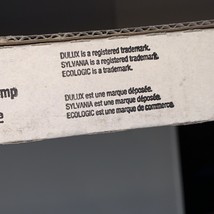 DULUX is a registered trademark.
SYLVANIA is a registered trademark.
ECOLOGIC is a trademark.
mp
DULUX est une marque déposée.
e
SYLVANIA est une marque déposée.
ECOLOGIC est une marque de commerce.